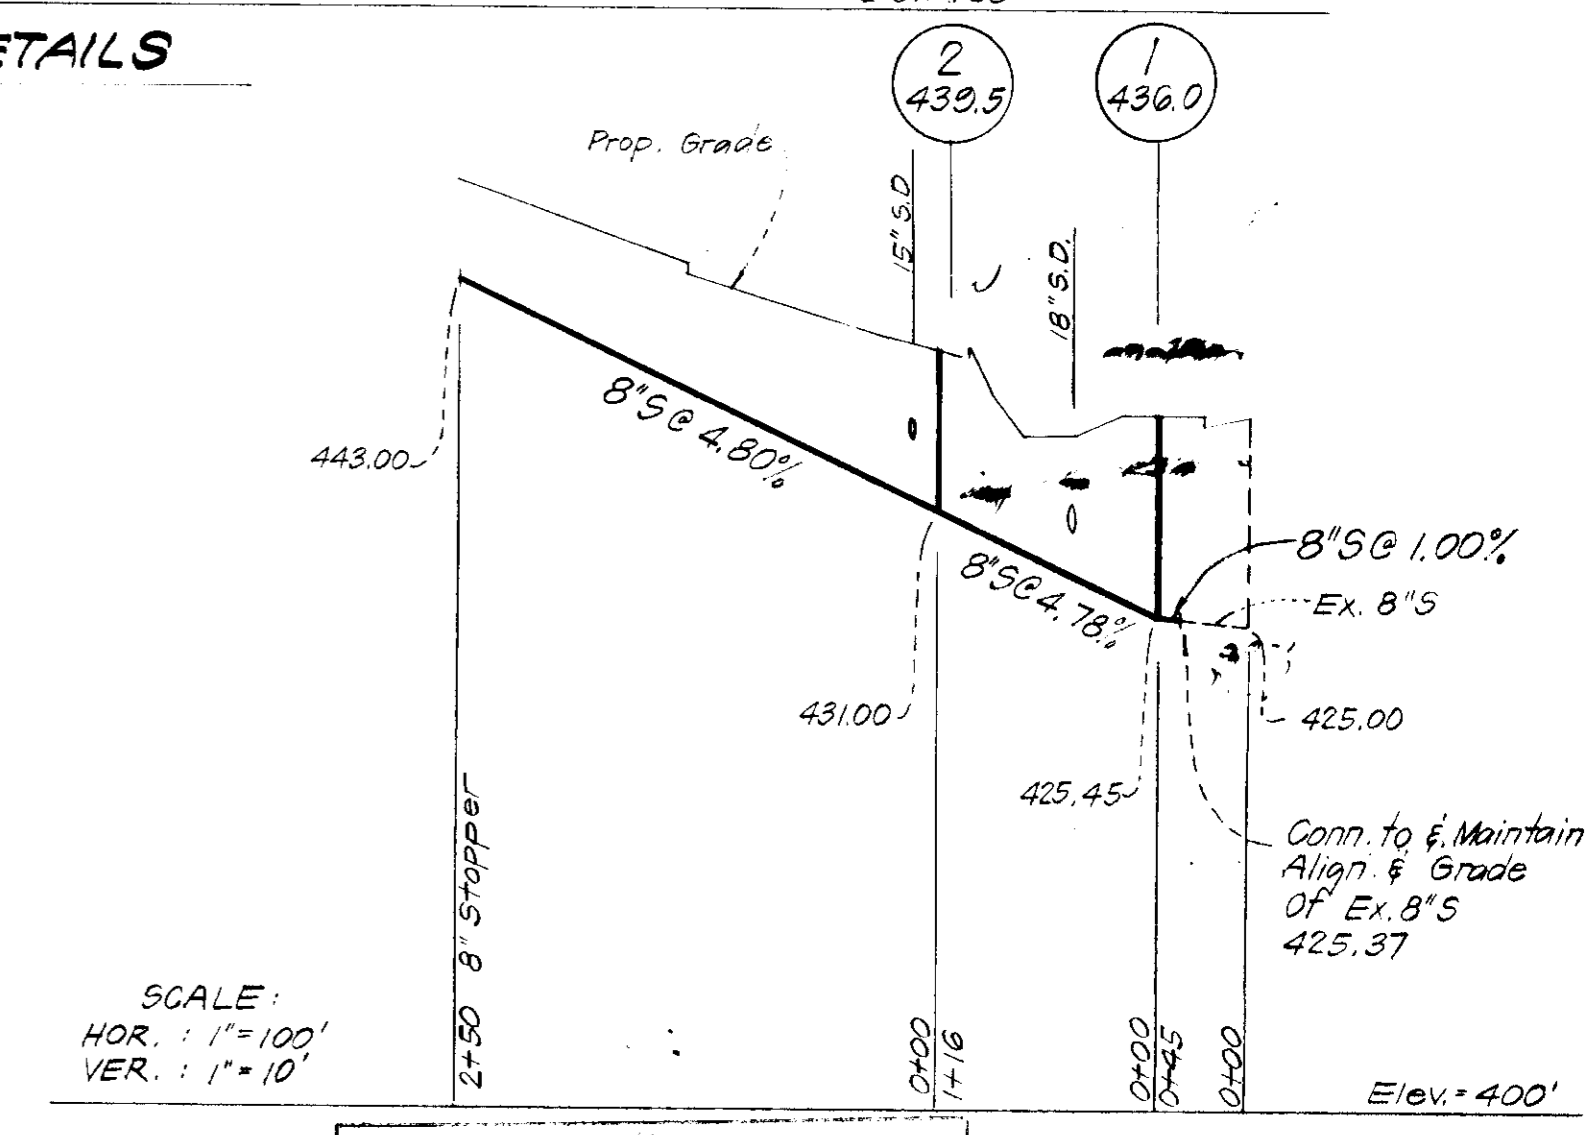 ETAILS
2
439.5
1
436.0
Prop. Grade
15" S.D
18" S.D.
8"S @ 4.80%
443.00
8"S @ 1.00%
Ex. 8"S
8"S @ 4.78%
431.00
425.00
425.45
Conn. to & Maintain
Align. & Grade
Of Ex. 8"S
425.37
SCALE:
HOR. : 1"=100'
VER. : 1"=10'
2+50 8" Stopper
0+00
1+16
0+00
0+45
0+00
Elev.=400'